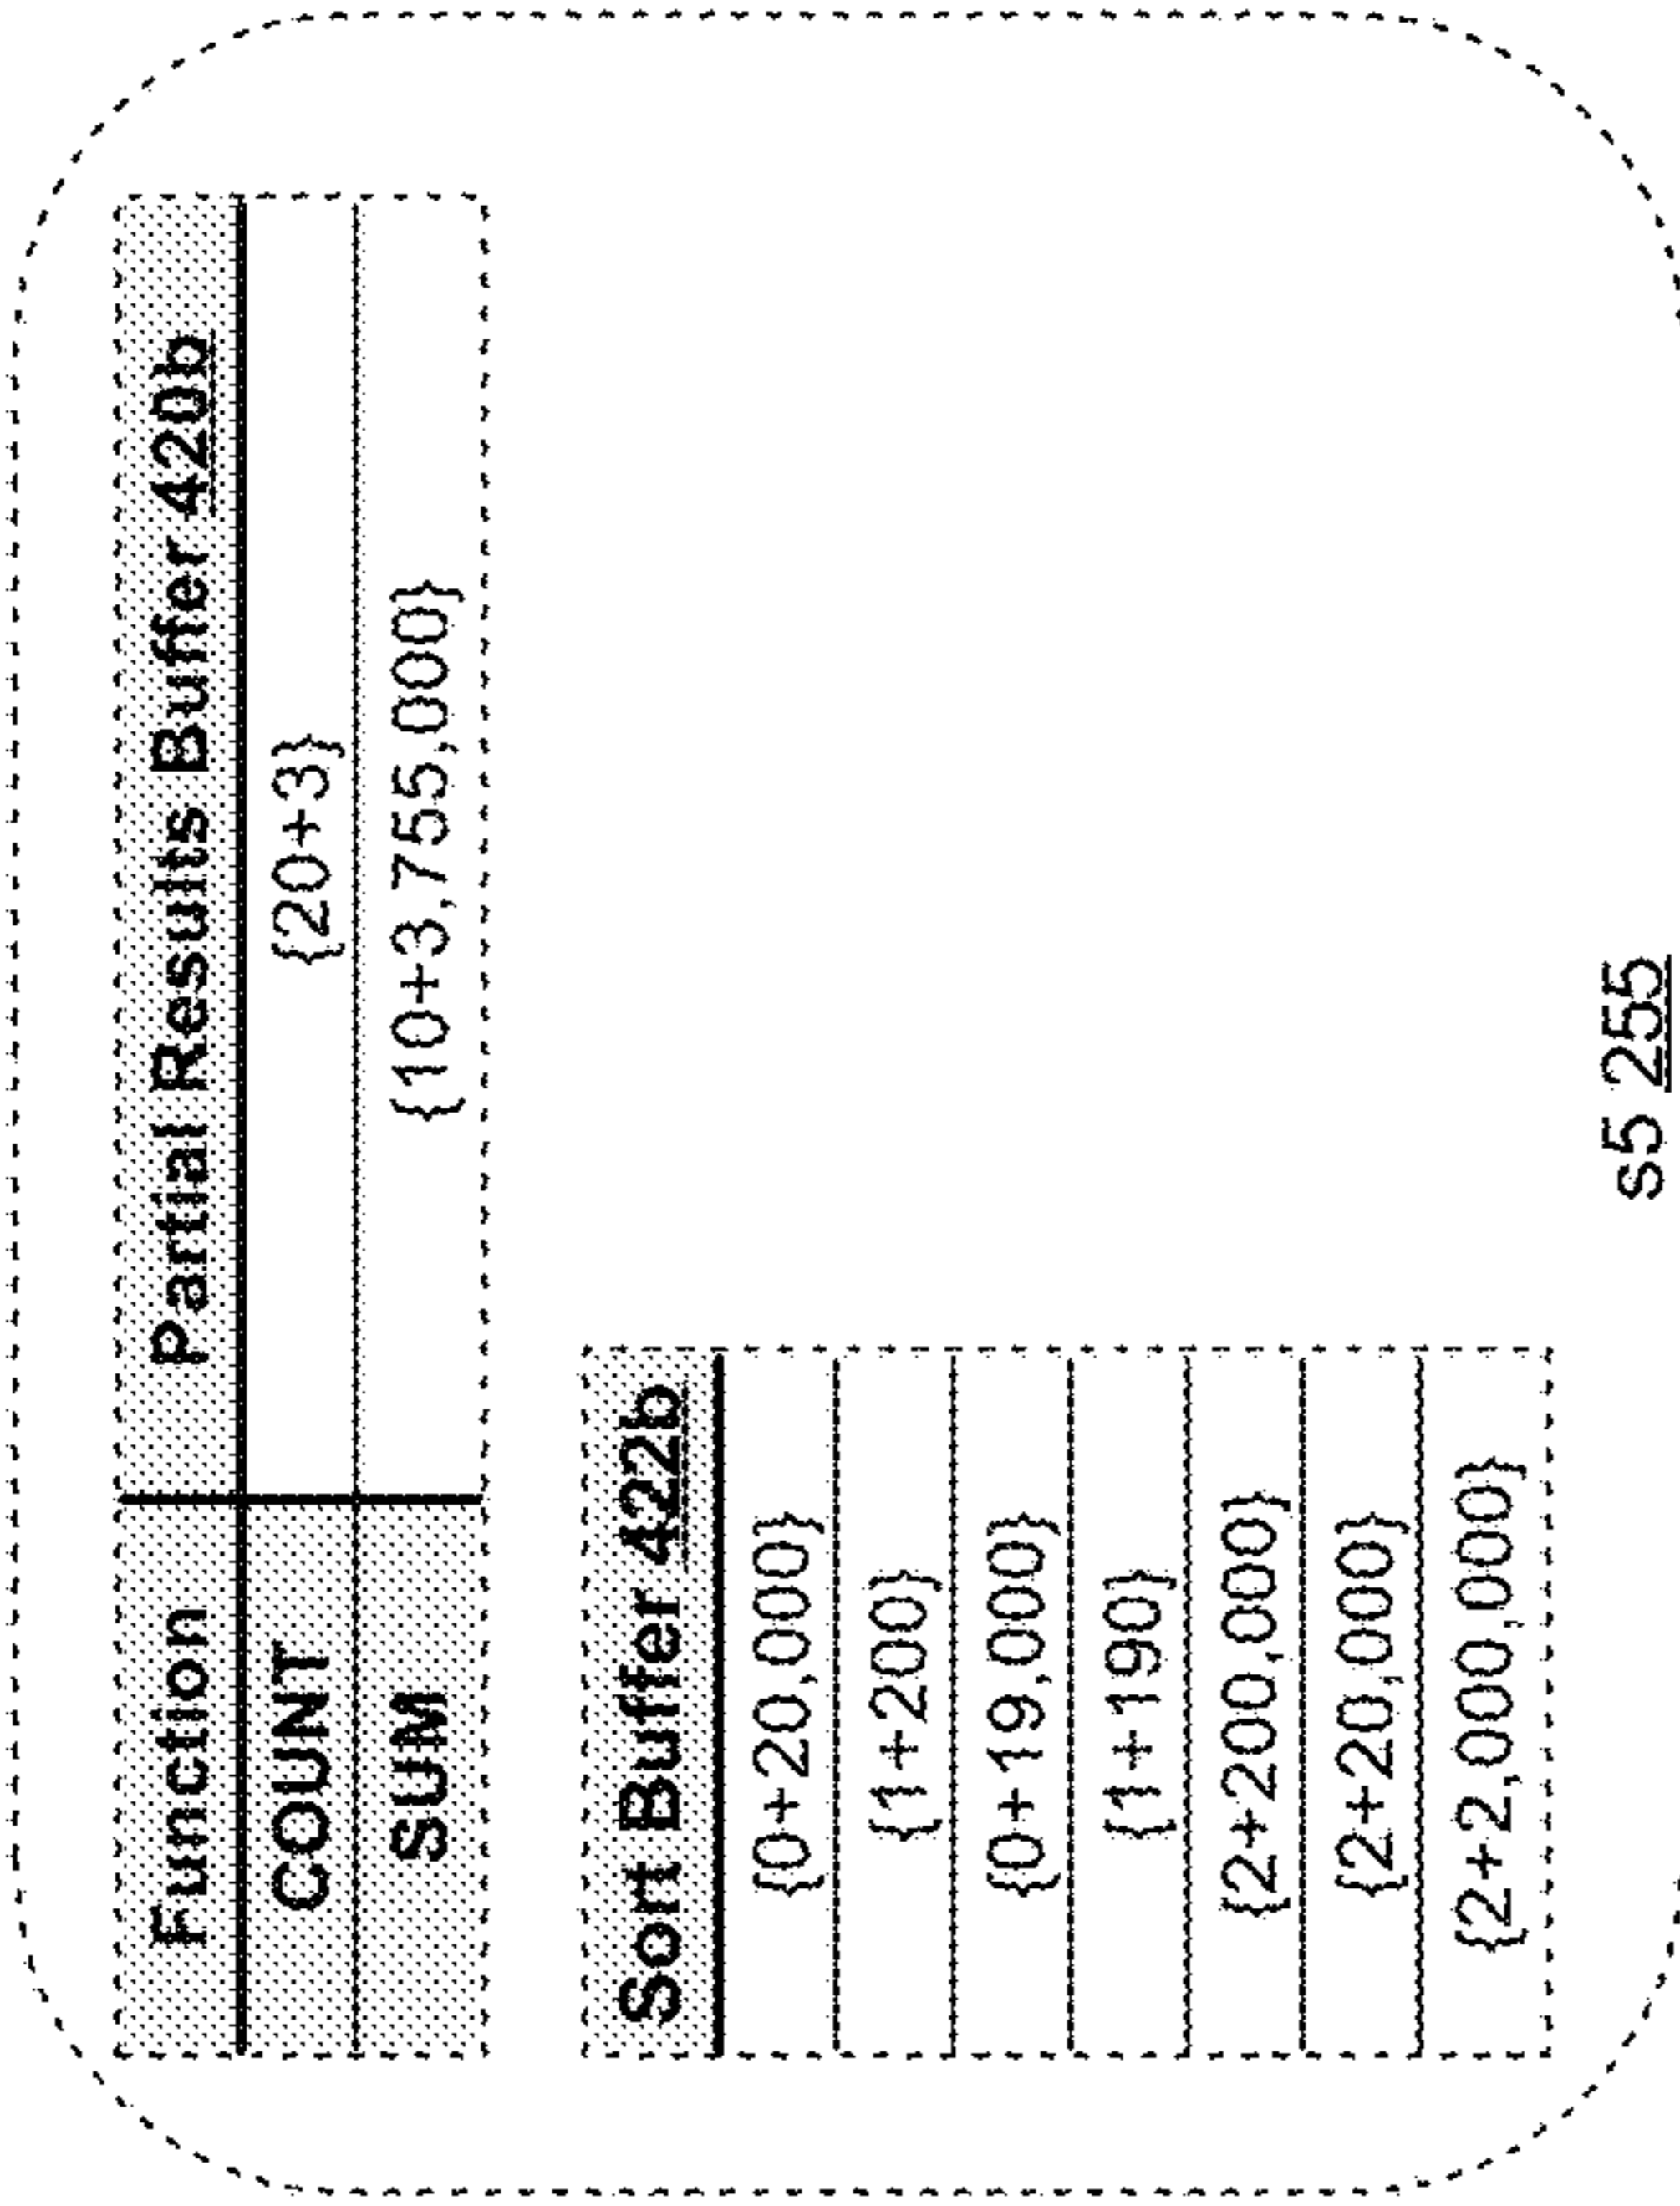 Function Partial Results Buffer 420b
COUNT {20+3}
SUM {10+3,755,000}
Sort Buffer 422b
{0+20,000}
{1+200}
{0+19,000}
{1+190}
{2+200,000}
{2+20,000}
{2+2,000,000}
s5 255